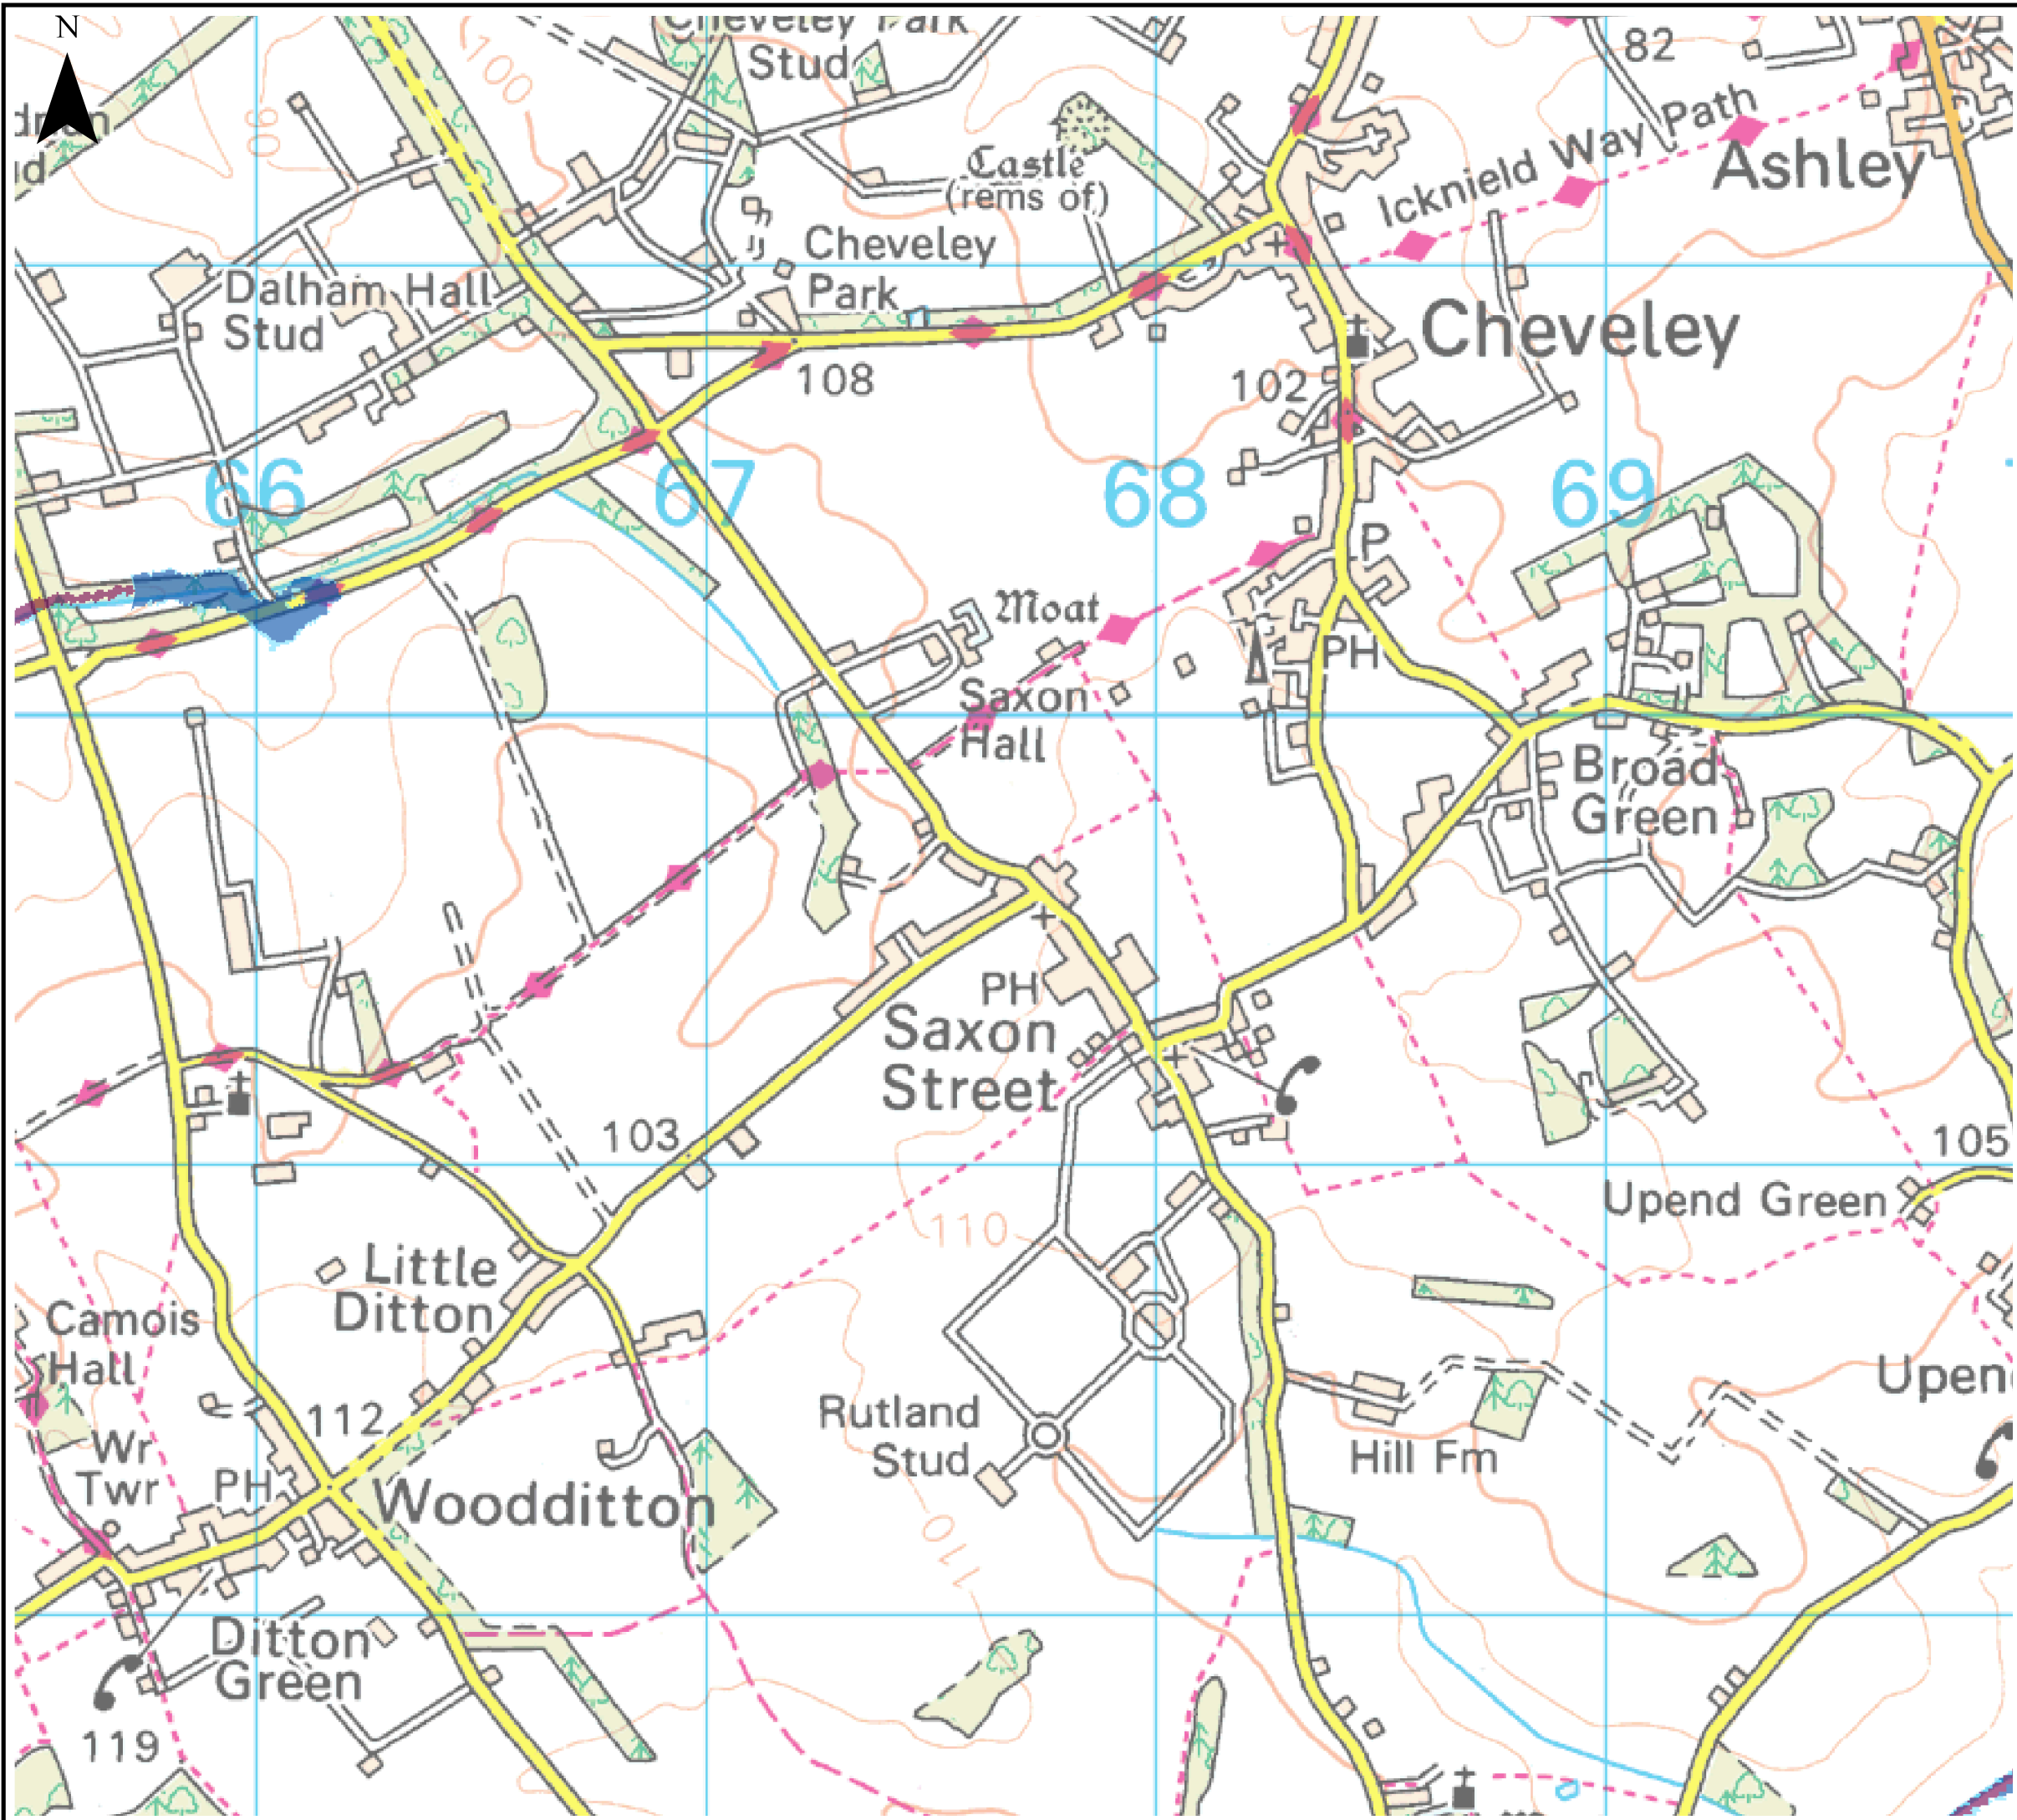 N
Cheveley Park
Stud
82
100
90
Icknield Way Path
Ashley
Castle
(rems of)
Cheveley
Park
Dalham Hall
Stud
Cheveley
108
102
66
67
68
69
LP
Moat
PH
Saxon
Hall
Broad
Green
PH
Saxon
Street
103
105
Upend Green
110
Little
Ditton
Camois
Hall
112
Wr
Twr
PH
Woodditton
Rutland
Stud
Hill Fm
Upen
110
Ditton
Green
119